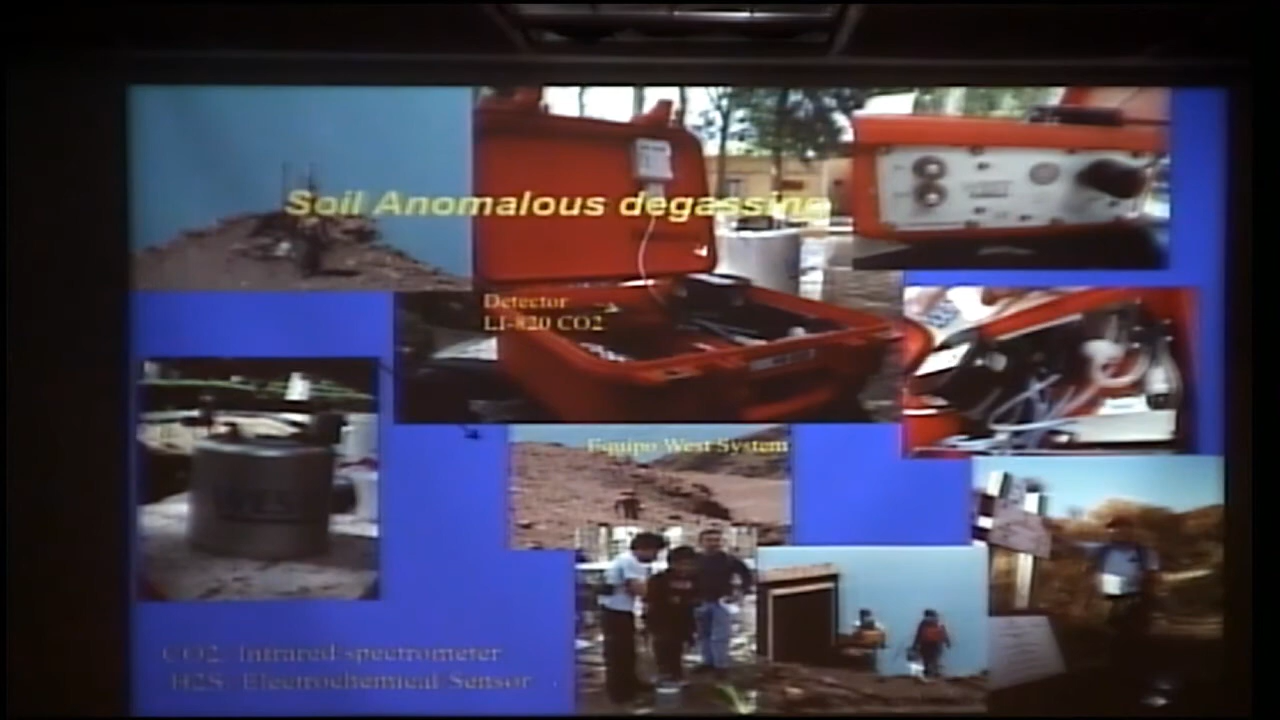 Soil Anomalous degassing
Detector
LI-820 CO2
Equipo West System
CO2. Infrared spectrometer
H2S. Electrochemical Sensor